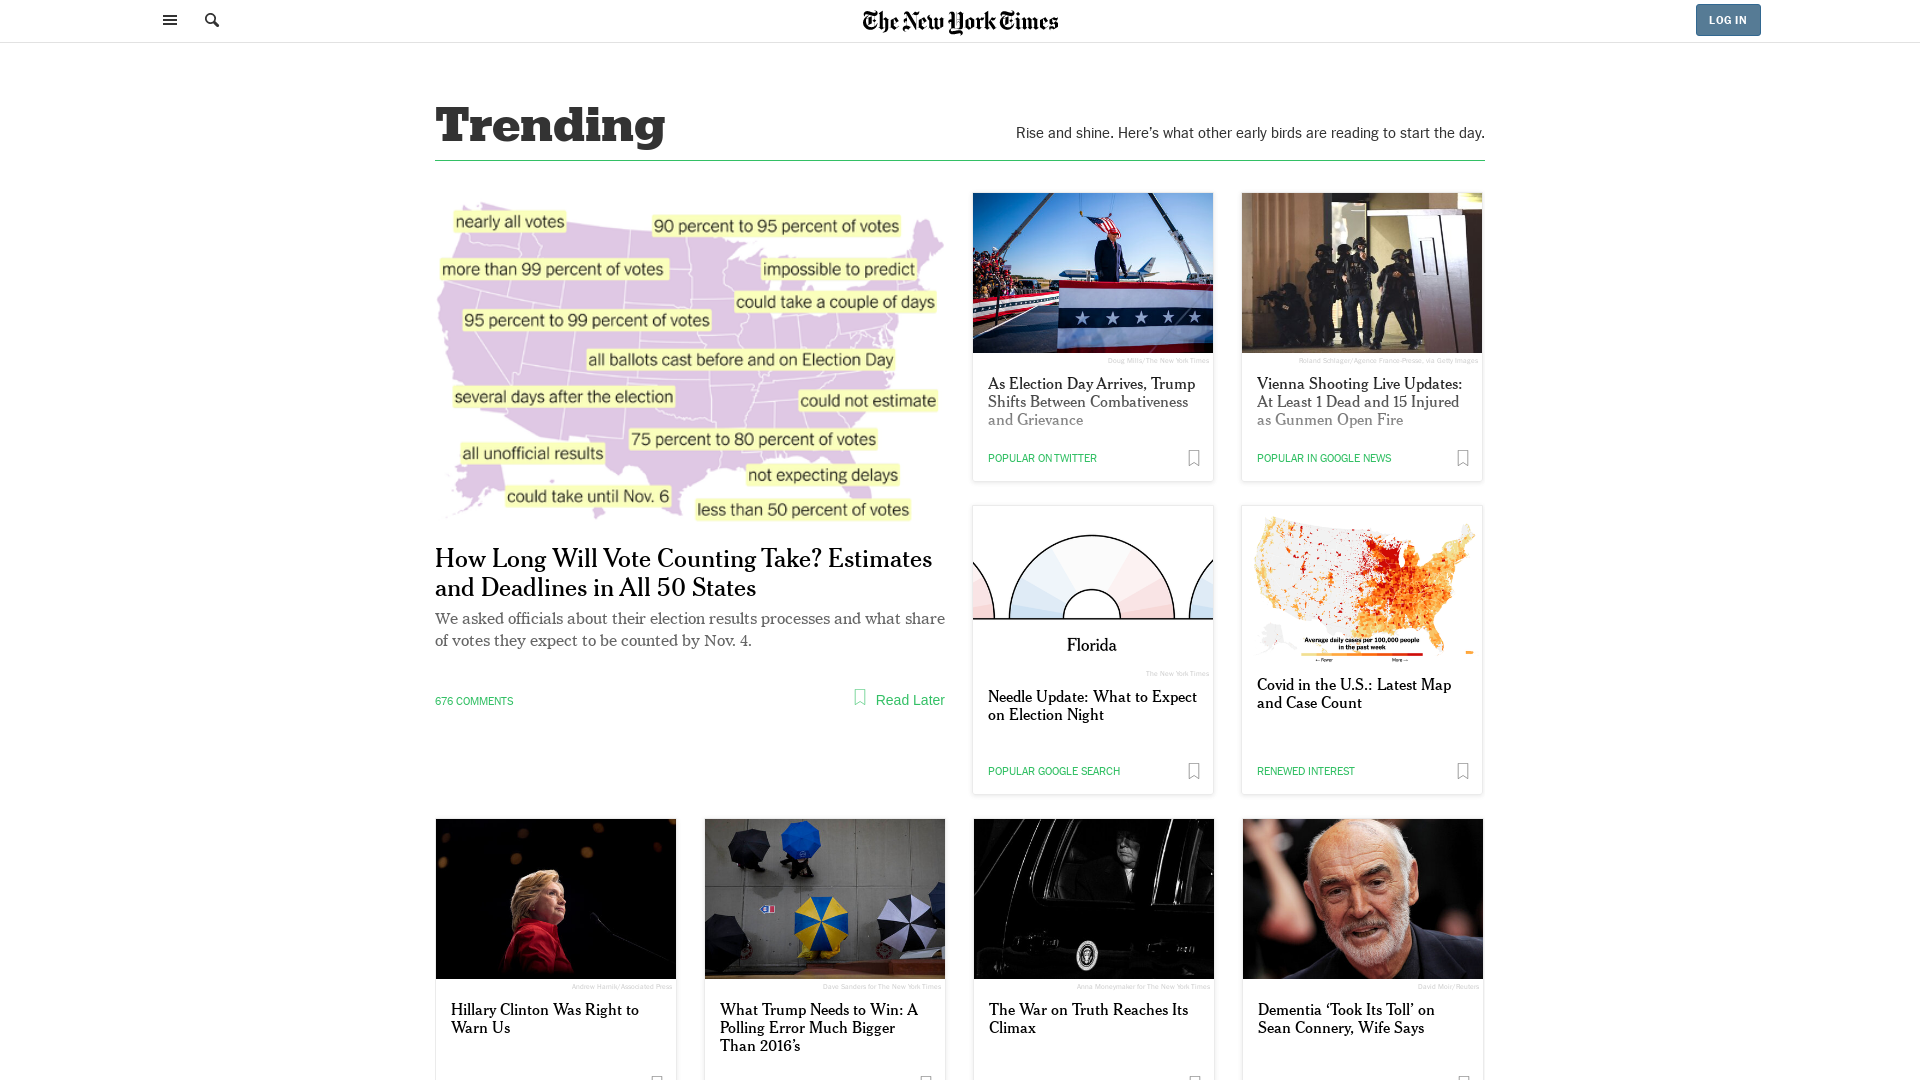 The New York Times
LOG IN
Trending
Rise and shine. Here's what other early birds are reading to start the day.
nearly all votes
90 percent to 95 percent of votes
more than 99 percent of votes
impossible to predict
could take a couple of days
95 percent to 99 percent of votes
all ballots cast before and on Election Day
several days after the election
could not estimate
75 percent to 80 percent of votes
all unofficial results
not expecting delays
could take until Nov. 6
less than 50 percent of votes
How Long Will Vote Counting Take? Estimates
and Deadlines in All 50 States
We asked officials about their election results processes and what share
of votes they expect to be counted by Nov. 4.
676 COMMENTS
Read Later
Doug Mills/The New York Times
As Election Day Arrives, Trump
Shifts Between Combativeness
and Grievance
POPULAR ON TWITTER
Roland Schlager/Agence France-Presse, via Getty Images
Vienna Shooting Live Updates:
At Least 1 Dead and 15 Injured
as Gunmen Open Fire
POPULAR IN GOOGLE NEWS
Florida
The New York Times
Needle Update: What to Expect
on Election Night
POPULAR GOOGLE SEARCH
Average daily cases per 100,000 people
in the past week
← Fewer
More →
Covid in the U.S.: Latest Map
and Case Count
RENEWED INTEREST
Andrew Harnik/Associated Press
Hillary Clinton Was Right to
Warn Us
Dave Sanders for The New York Times
What Trump Needs to Win: A
Polling Error Much Bigger
Than 2016's
Anna Moneymaker for The New York Times
The War on Truth Reaches Its
Climax
David Moir/Reuters
Dementia ‘Took Its Toll’ on
Sean Connery, Wife Says